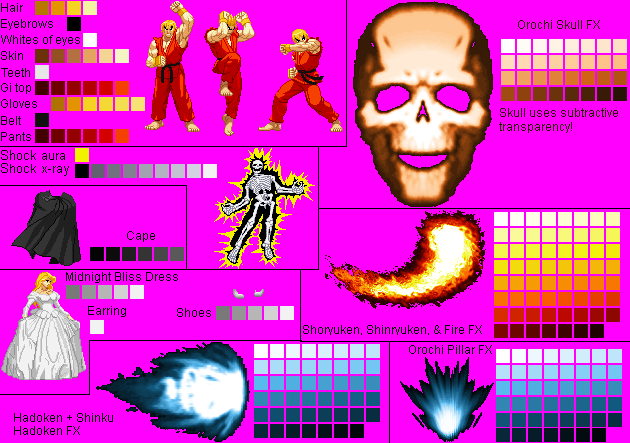 Hair
Eyebrows
Whites of eyes
Skin
Teeth
Gi top
Gloves
Belt
Pants
Shock aura
Shock x-ray
Cape
Midnight Bliss Dress
Earring
Shoes
Orochi Skull FX
Skull uses subtractive
transparency!
Shoryuken, Shinryuken, & Fire FX
Hadoken + Shinku
Hadoken FX
Orochi Pillar FX